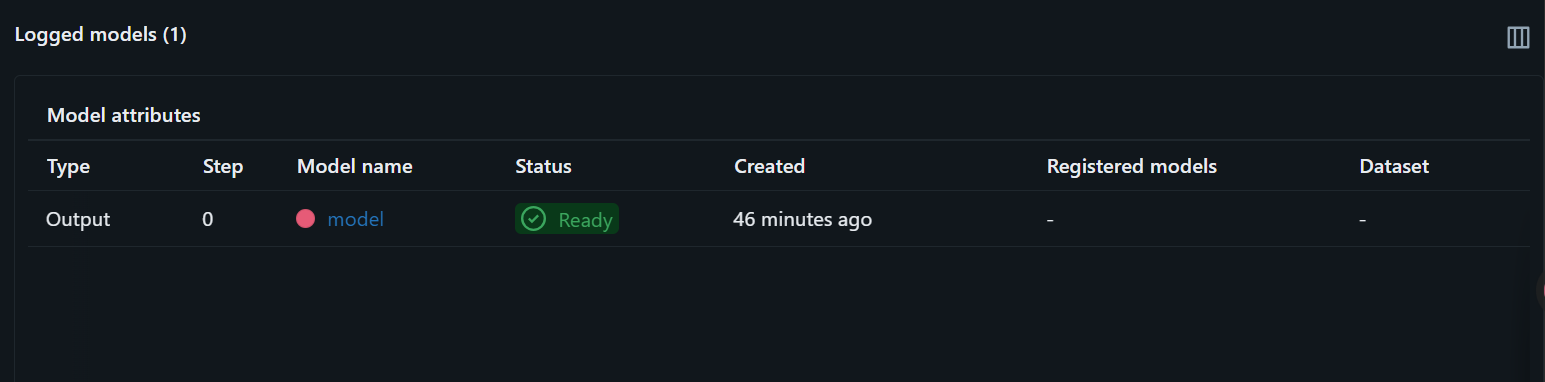 Logged models (1)
Model attributes
Type Step Model name Status Created Registered models Dataset
Output 0 model Ready 46 minutes ago - -